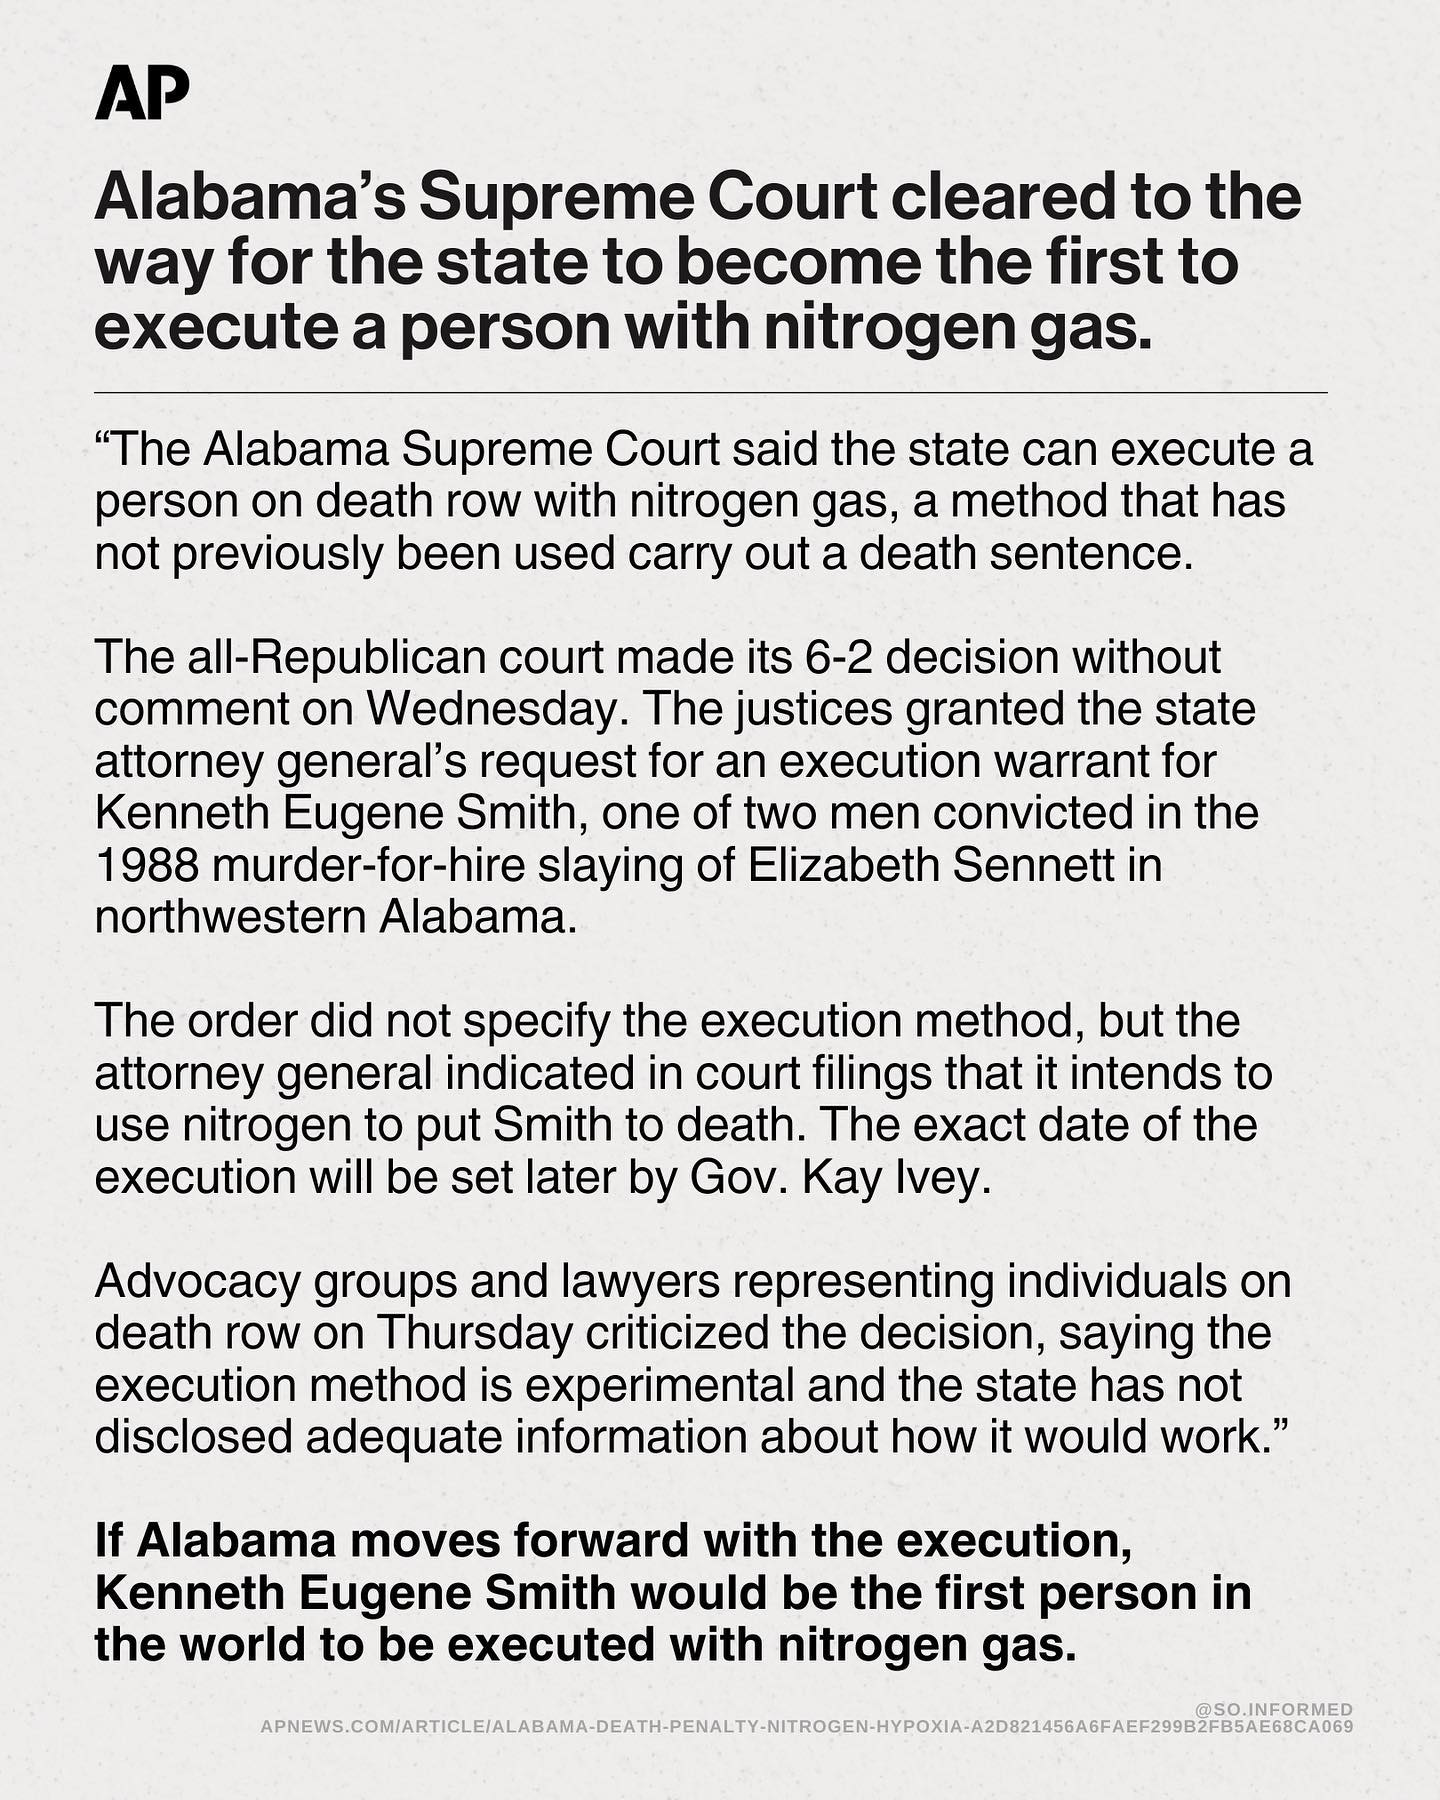 AP
Alabama’s Supreme Court cleared to the
way for the state to become the first to
execute a person with nitrogen gas.
“The Alabama Supreme Court said the state can execute a
person on death row with nitrogen gas, a method that has
not previously been used carry out a death sentence.
The all-Republican court made its 6-2 decision without
comment on Wednesday. The justices granted the state
attorney general’s request for an execution warrant for
Kenneth Eugene Smith, one of two men convicted in the
1988 murder-for-hire slaying of Elizabeth Sennett in
northwestern Alabama.
The order did not specify the execution method, but the
attorney general indicated in court filings that it intends to
use nitrogen to put Smith to death. The exact date of the
execution will be set later by Gov. Kay Ivey.
Advocacy groups and lawyers representing individuals on
death row on Thursday criticized the decision, saying the
execution method is experimental and the state has not
disclosed adequate information about how it would work.”
If Alabama moves forward with the execution,
Kenneth Eugene Smith would be the first person in
the world to be executed with nitrogen gas.
@SO.INFORMED
APNEWS.COM/ARTICLE/ALABAMA-DEATH-PENALTY-NITROGEN-HYPOXIA-A2D821456A6FAEF299B2FB5AE68CA069